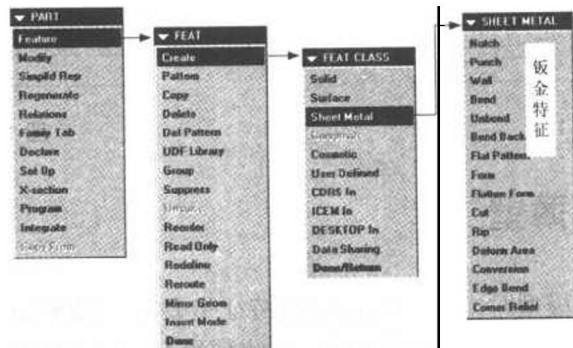 PART
Feature
Modify
Simplfd Rep
Regenerate
Relations
Family Tab
Declare
Set Up
X-section
Program
Integrate
Copy From
FEAT
Create
Pattern
Copy
Delete
Del Pattern
UDF Library
Group
Suppress
Reorder
Read Only
Redefine
Reroute
Mirror Geom
Insert Mode
Done
FEAT CLASS
Solid
Surface
Sheet Metal
Composite
Cosmetic
User Defined
CDRS In
ICEM In
DESKTOP In
Data Sharing
Done/Return
SHEET METAL
Notch
Punch
Wall
Bend
Unbend
Bend Back
Flat Pattern
Form
Flatten Form
Cut
Rip
Deform Area
Conversion
Edge Bend
Corner Relief
钣金特征